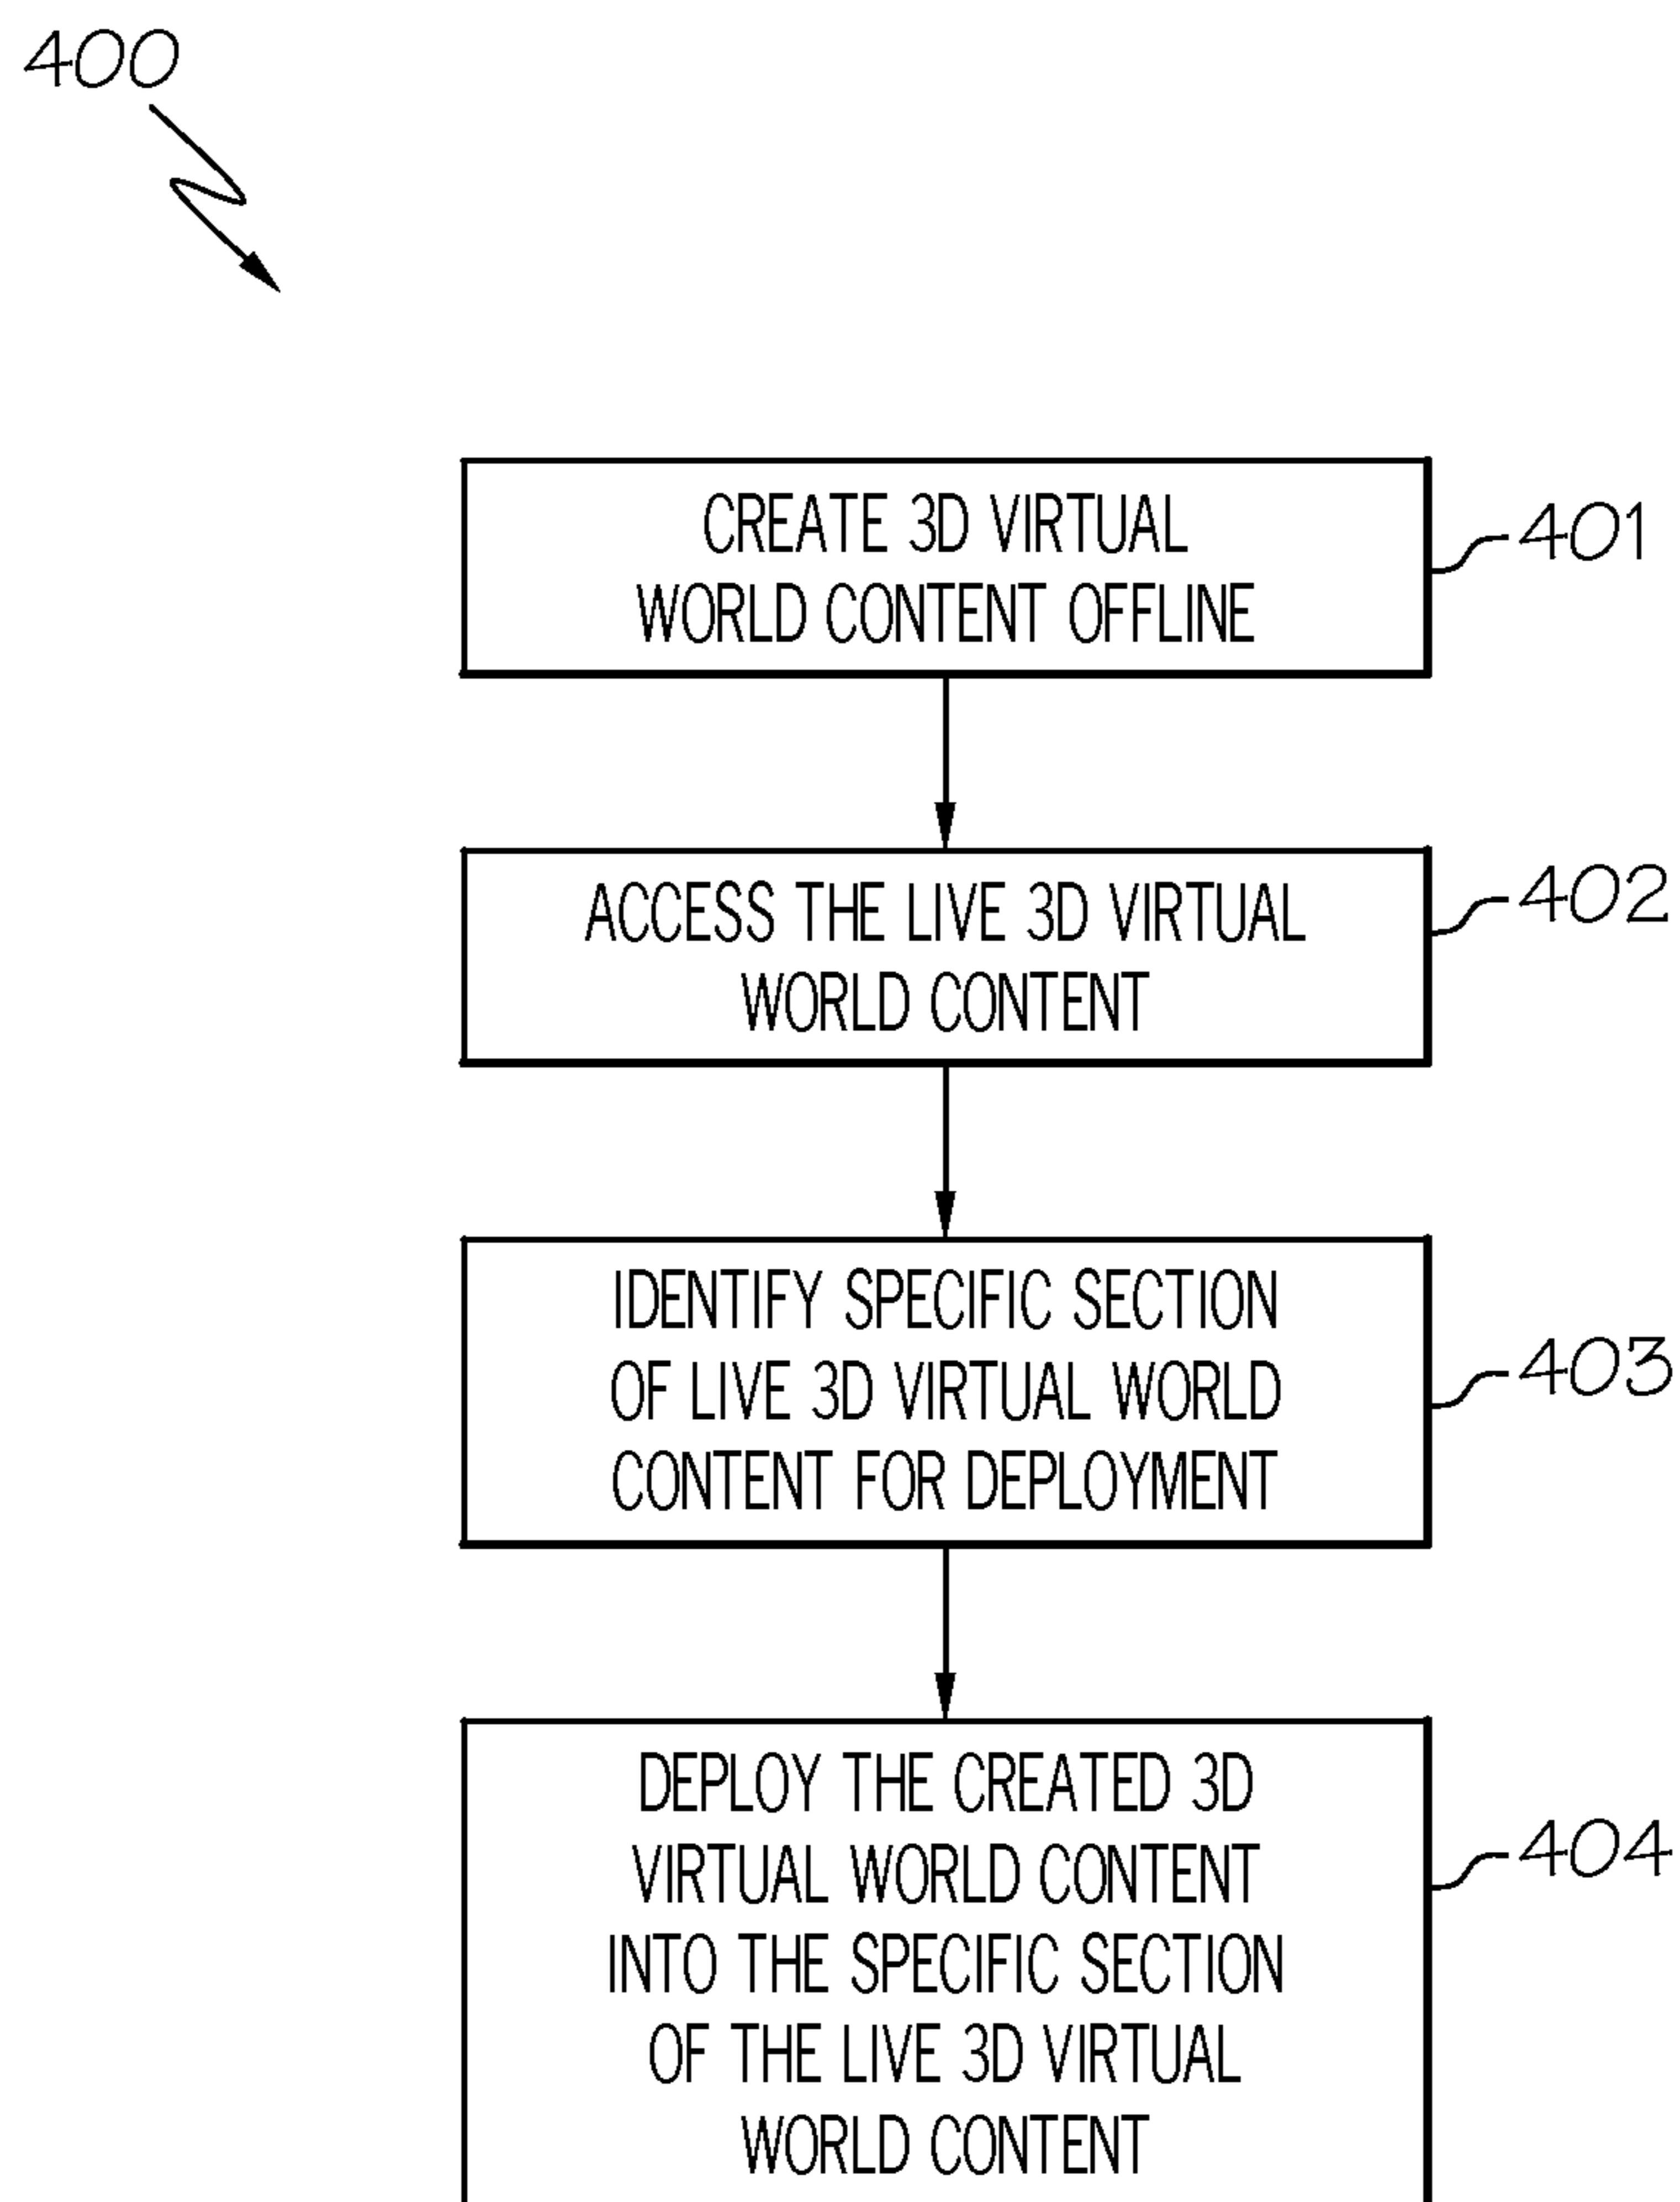 400
CREATE 3D VIRTUAL
WORLD CONTENT OFFLINE
401
ACCESS THE LIVE 3D VIRTUAL
WORLD CONTENT
402
IDENTIFY SPECIFIC SECTION
OF LIVE 3D VIRTUAL WORLD
CONTENT FOR DEPLOYMENT
403
DEPLOY THE CREATED 3D
VIRTUAL WORLD CONTENT
INTO THE SPECIFIC SECTION
OF THE LIVE 3D VIRTUAL
WORLD CONTENT
404